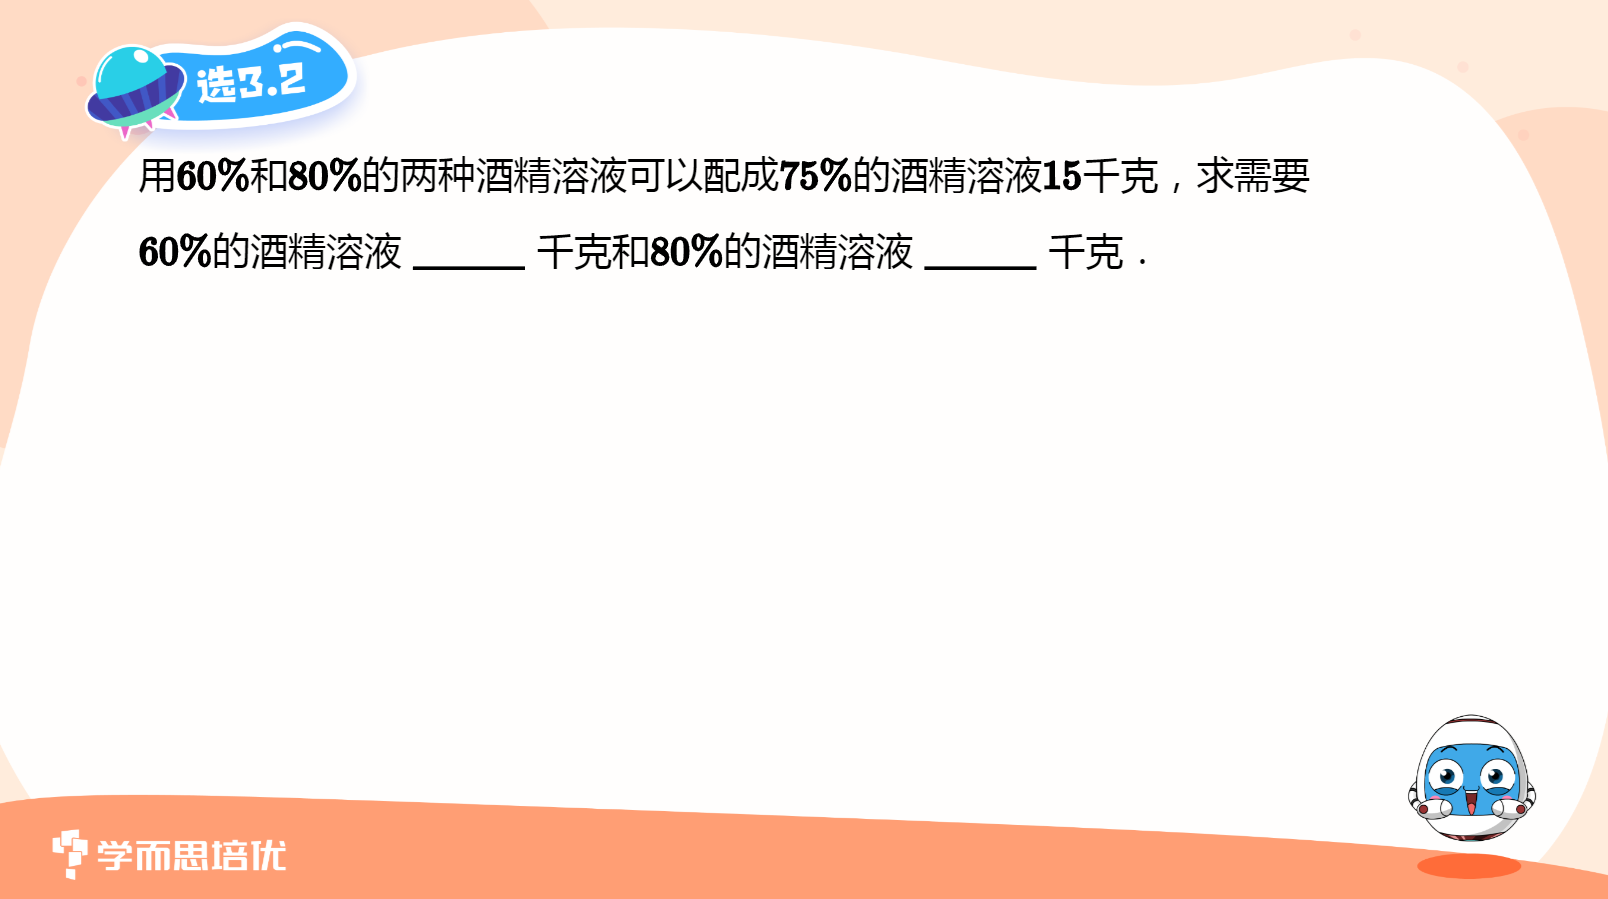 选3.2
用60%和80%的两种酒精溶液可以配成75%的酒精溶液15千克，求需要
60%的酒精溶液 ______ 千克和80%的酒精溶液 ______ 千克．
学而思培优